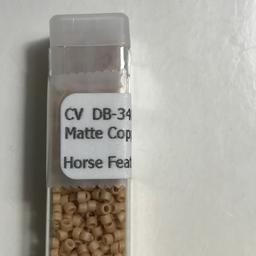 CV DB-34
Matte Cop
Horse Feat